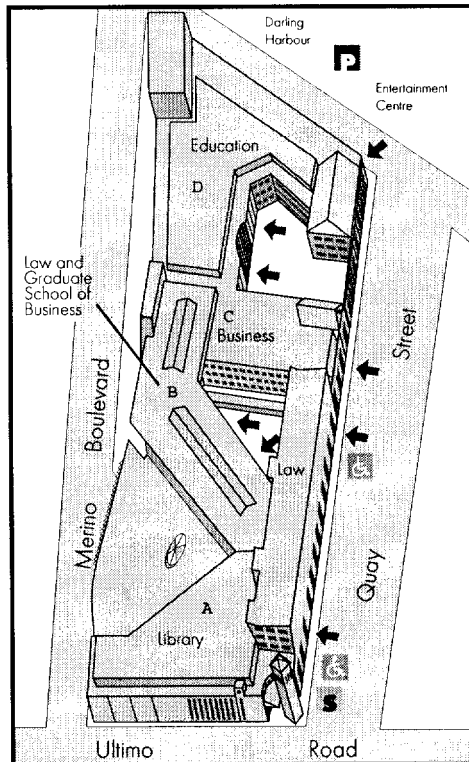 Darling
Harbour
P
Entertainment
Centre
Education
D
Law and
Graduate
School of
Business
C
Business
Street
B
Boulevard
Law
Merino
Quay
A
Library
S
Ultimo Road